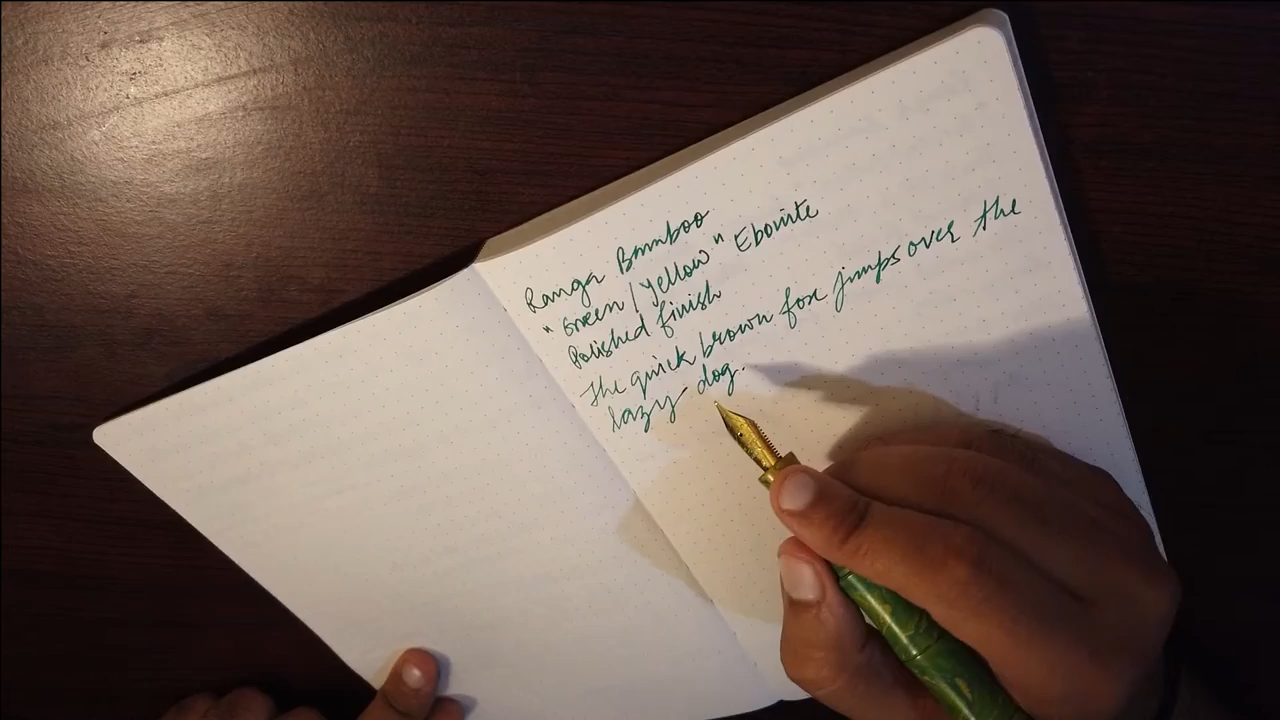 Ranga Bamboo
"Green / Yellow" Ebonite
Polished finish
The quick brown fox jumps over the
lazy dog.